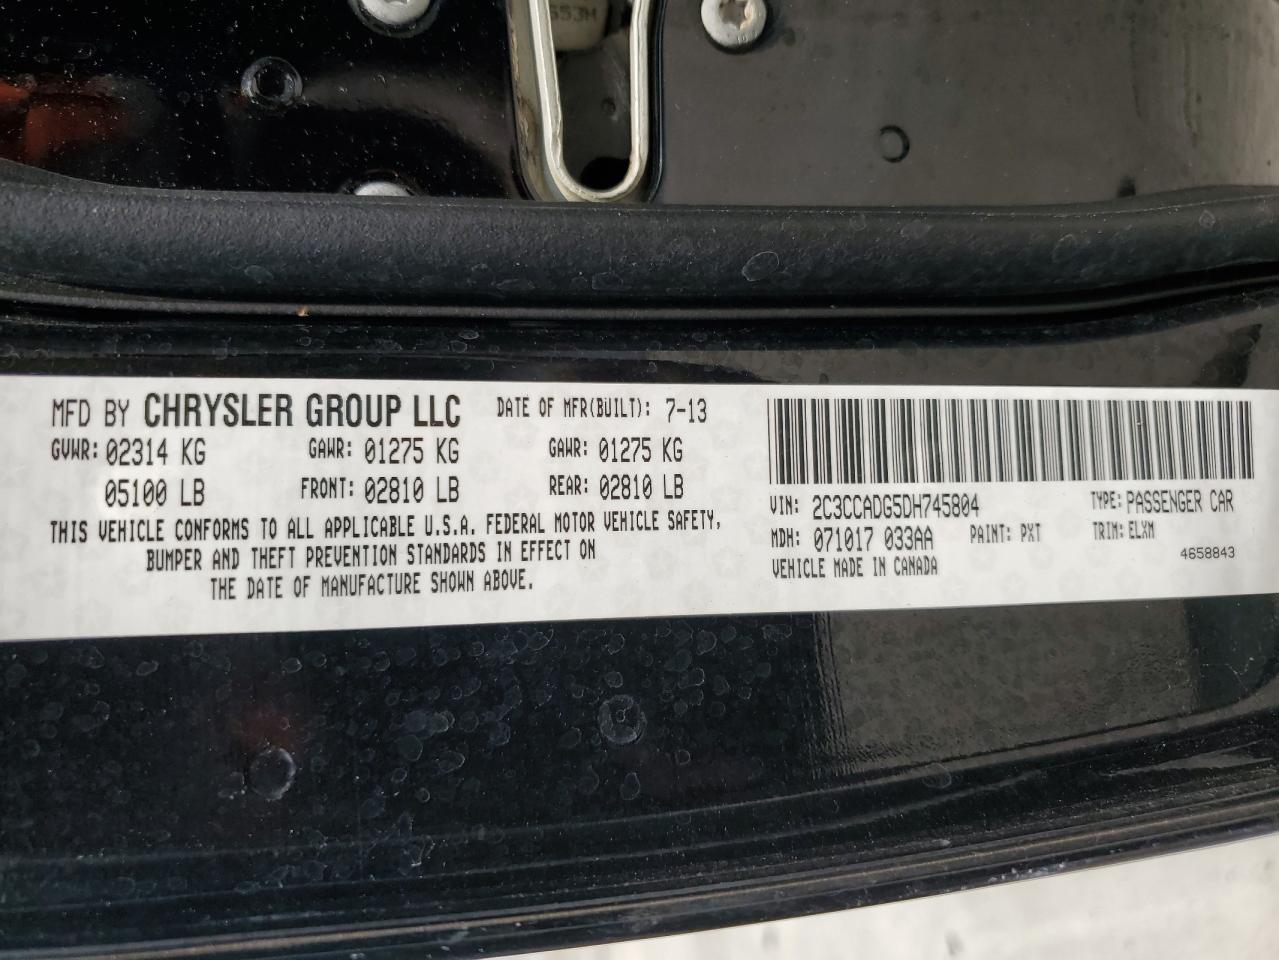 653H
MFD BY CHRYSLER GROUP LLC DATE OF MFR(BUILT): 7-13
GVWR: 02314 KG GAWR: 01275 KG GAWR: 01275 KG
05100 LB FRONT: 02810 LB REAR: 02810 LB
THIS VEHICLE CONFORMS TO ALL APPLICABLE U.S.A. FEDERAL MOTOR VEHICLE SAFETY,
BUMPER AND THEFT PREVENTION STANDARDS IN EFFECT ON
THE DATE OF MANUFACTURE SHOWN ABOVE.
VIN: 2C3CCADG5DH745804 TYPE: PASSENGER CAR
MDH: 071017 033AA PAINT: PXT TRIM: ELXM
VEHICLE MADE IN CANADA 4658843